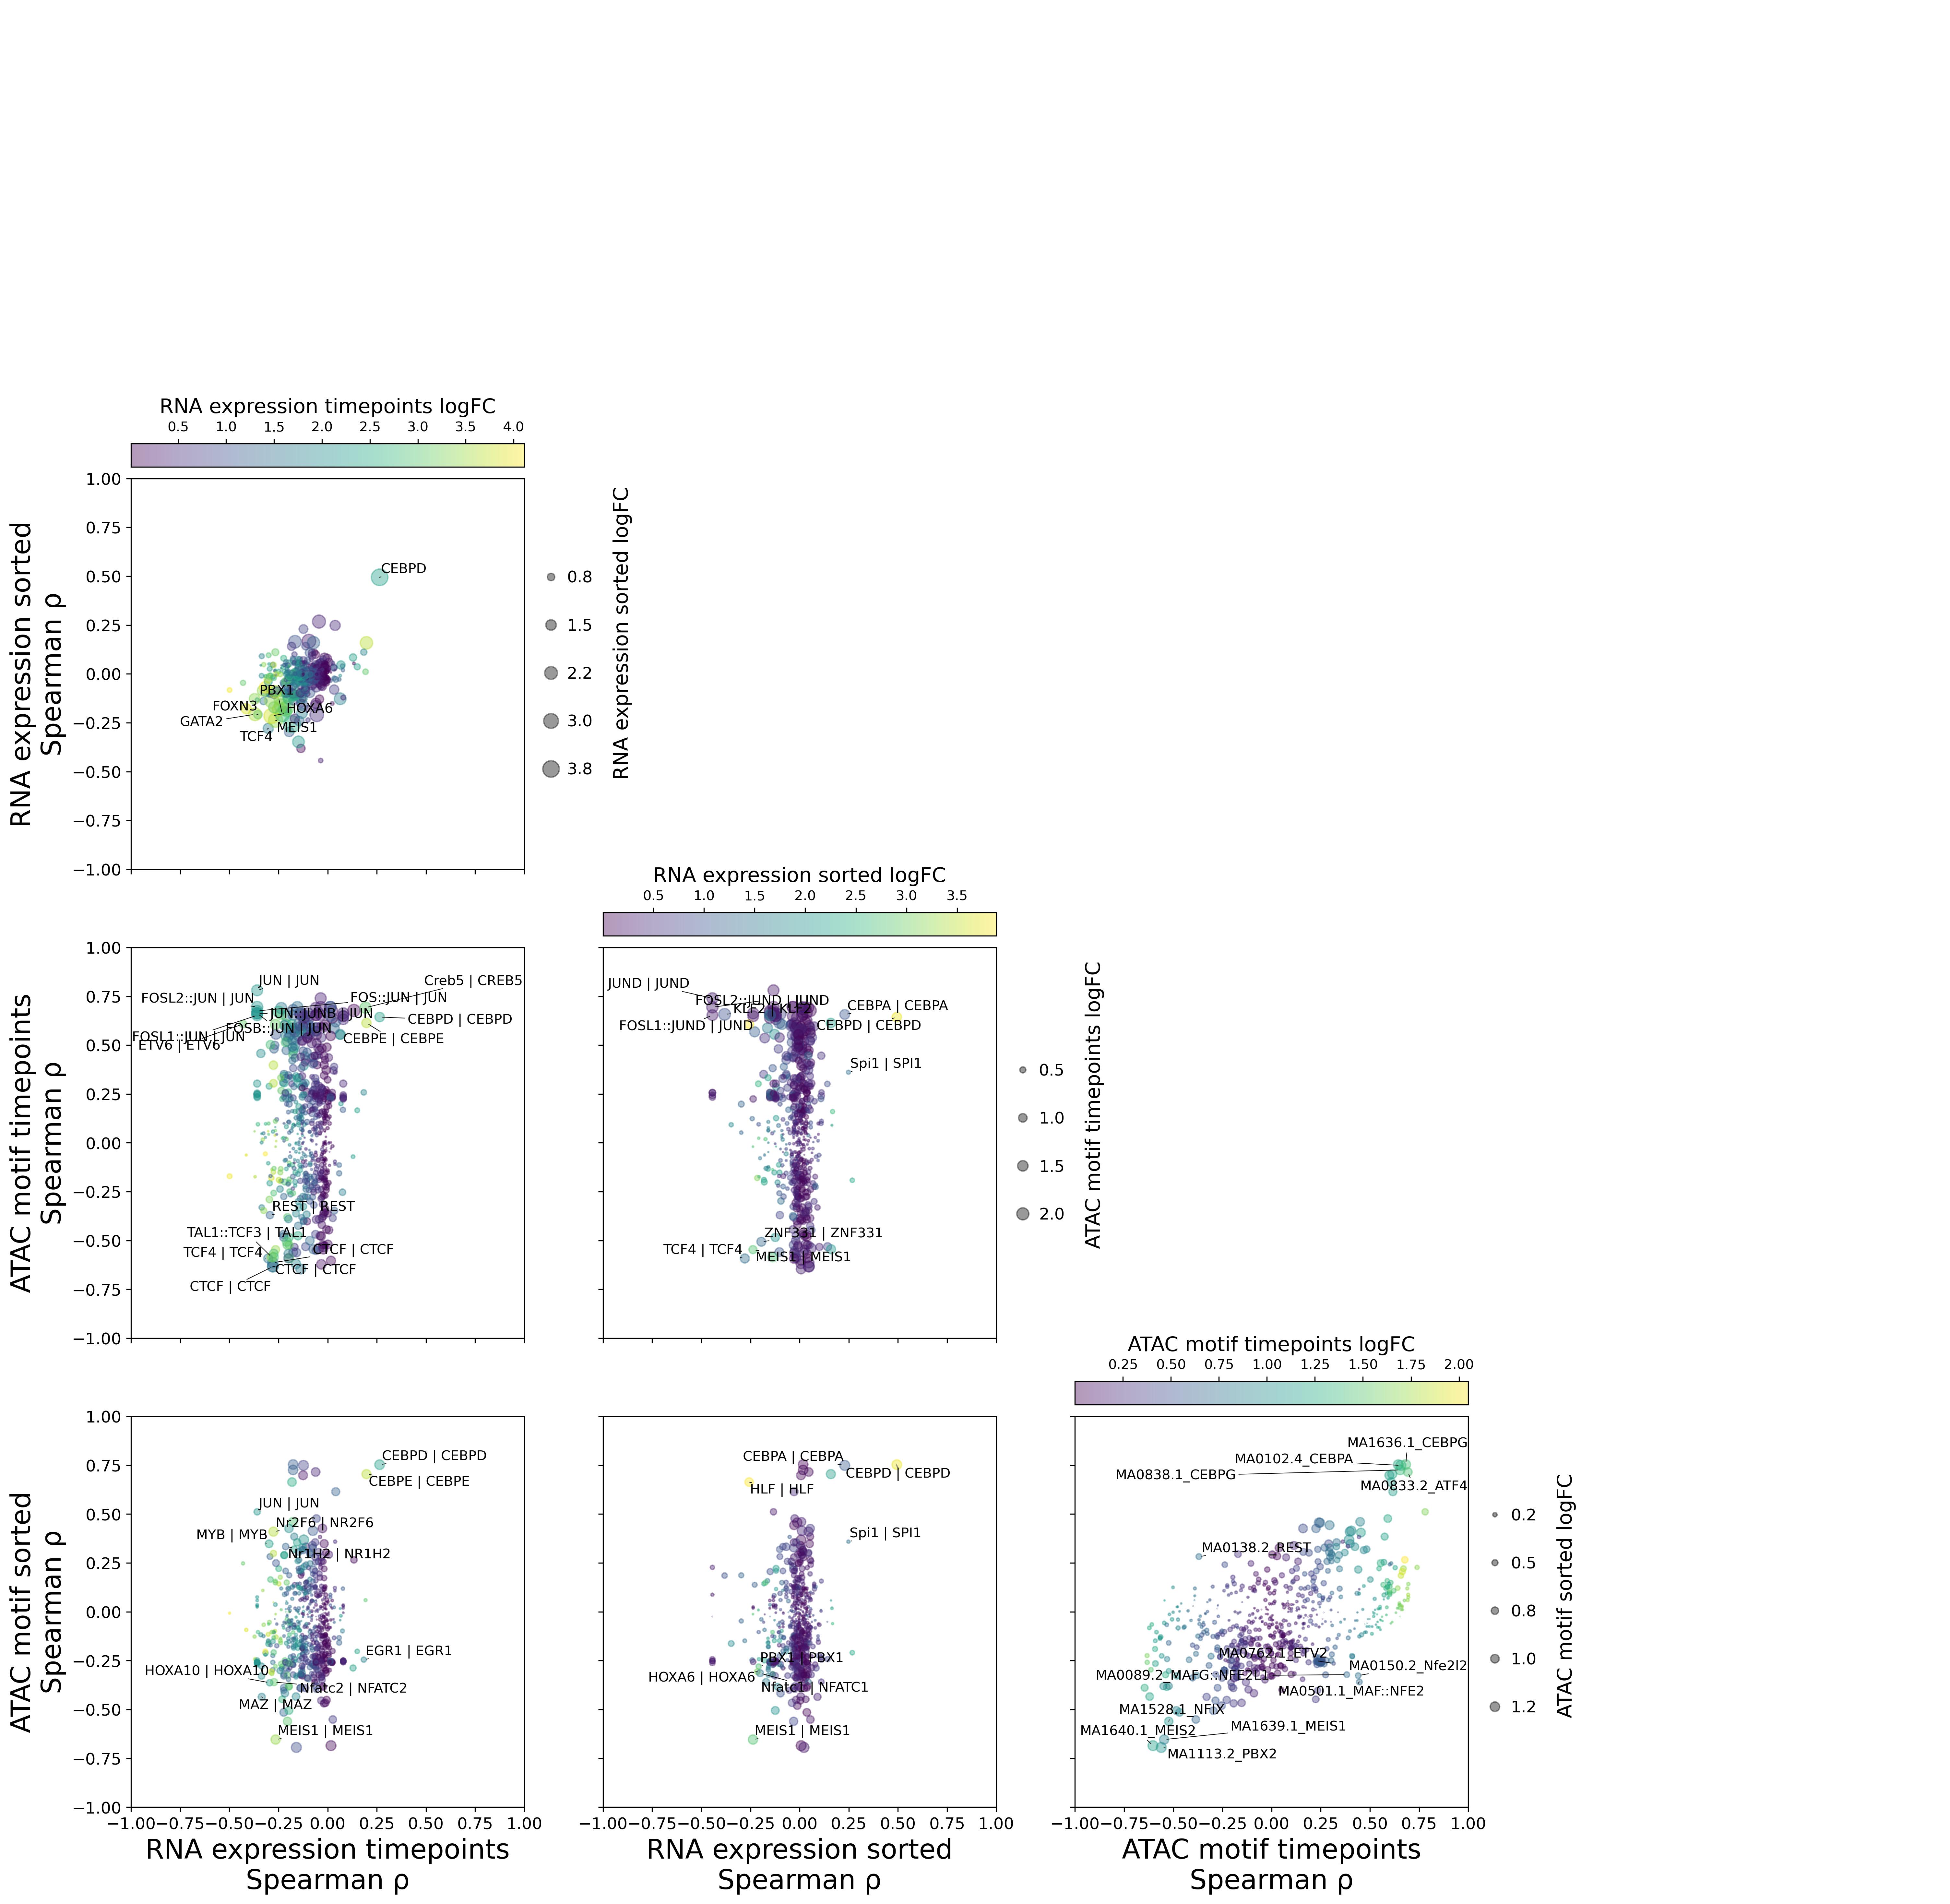 RNA expression timepoints logFC
0.5 1.0 1.5 2.0 2.5 3.0 3.5 4.0
RNA expression sorted
Spearman ρ
1.00
0.75
0.50
0.25
0.00
−0.25
−0.50
−0.75
−1.00
CEBPD
PBX1
FOXN3
HOXA6
GATA2
MEIS1
TCF4
0.8
1.5
2.2
3.0
3.8
RNA expression sorted logFC
RNA expression sorted logFC
0.5 1.0 1.5 2.0 2.5 3.0 3.5
ATAC motif timepoints
Spearman ρ
1.00
0.75
0.50
0.25
0.00
−0.25
−0.50
−0.75
−1.00
JUN | JUN
Creb5 | CREB5
FOSL2::JUN | JUN
FOS::JUN | JUN
JUN::JUNB | JUN
CEBPD | CEBPD
FOSB::JUN | JUN
FOSL1::JUN | JUN
CEBPE | CEBPE
ETV6 | ETV6
REST | REST
TAL1::TCF3 | TAL1
TCF4 | TCF4
CTCF | CTCF
CTCF | CTCF
CTCF | CTCF
JUND | JUND
FOSL2::JUND | JUND
KLF2 | KLF2
CEBPA | CEBPA
FOSL1::JUND | JUND
CEBPD | CEBPD
Spi1 | SPI1
ZNF331 | ZNF331
TCF4 | TCF4
MEIS1 | MEIS1
0.5
1.0
1.5
2.0
ATAC motif timepoints logFC
ATAC motif timepoints logFC
0.25 0.50 0.75 1.00 1.25 1.50 1.75 2.00
ATAC motif sorted
Spearman ρ
1.00
0.75
0.50
0.25
0.00
−0.25
−0.50
−0.75
−1.00
CEBPD | CEBPD
CEBPE | CEBPE
JUN | JUN
Nr2F6 | NR2F6
MYB | MYB
Nr1H2 | NR1H2
EGR1 | EGR1
HOXA10 | HOXA10
Nfatc2 | NFATC2
MAZ | MAZ
MEIS1 | MEIS1
CEBPA | CEBPA
CEBPD | CEBPD
HLF | HLF
Spi1 | SPI1
PBX1 | PBX1
HOXA6 | HOXA6
Nfatc1 | NFATC1
MEIS1 | MEIS1
MA1636.1_CEBPG
MA0102.4_CEBPA
MA0838.1_CEBPG
MA0833.2_ATF4
MA0138.2_REST
MA0762.1_ETV2
MA0150.2_Nfe2l2
MA0089.2_MAFG::NFE2L1
MA0501.1_MAF::NFE2
MA1528.1_NFIX
MA1639.1_MEIS1
MA1640.1_MEIS2
MA1113.2_PBX2
0.2
0.5
0.8
1.0
1.2
ATAC motif sorted logFC
−1.00 −0.75 −0.50 −0.25 0.00 0.25 0.50 0.75 1.00
RNA expression timepoints
Spearman ρ
−1.00 −0.75 −0.50 −0.25 0.00 0.25 0.50 0.75 1.00
RNA expression sorted
Spearman ρ
−1.00 −0.75 −0.50 −0.25 0.00 0.25 0.50 0.75 1.00
ATAC motif timepoints
Spearman ρ